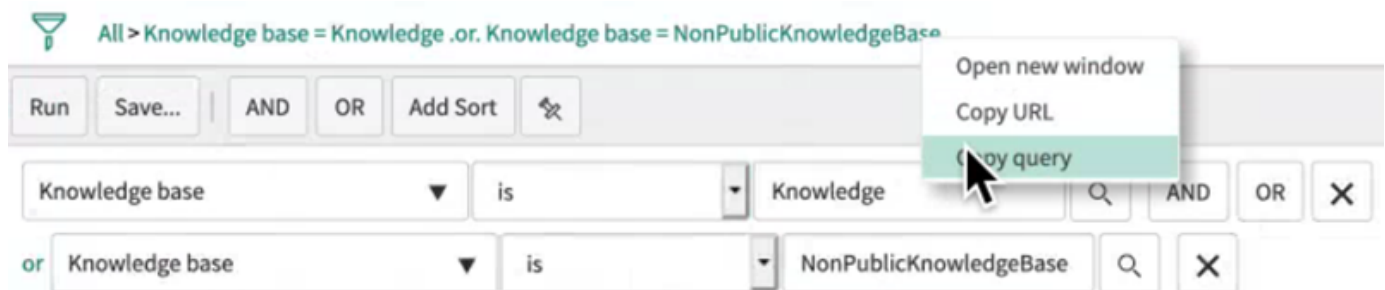 All > Knowledge base = Knowledge .or. Knowledge base = NonPublicKnowledgeBase
Open new window
Run Save... AND OR Add Sort Copy URL
Copy query
Knowledge base is Knowledge AND OR
or Knowledge base is NonPublicKnowledgeBase